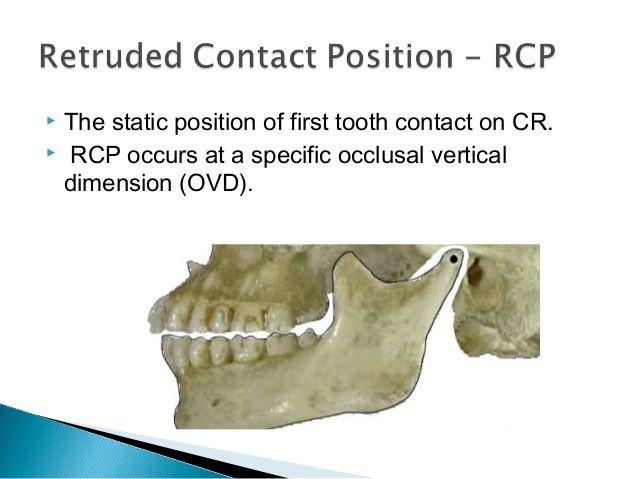 Retruded Contact Position – RCP
The static position of first tooth contact on CR.
RCP occurs at a specific occlusal vertical
dimension (OVD).